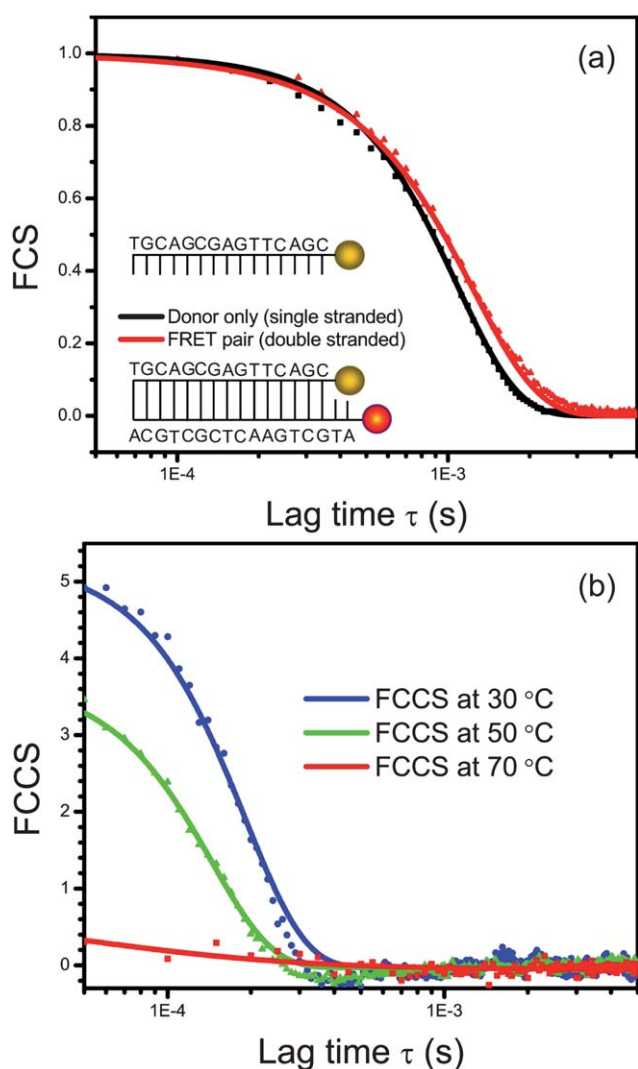 (a)
1.0
0.8
0.6
0.4
0.2
0.0
FCS
TGCAGCGAGTTCAGC
Donor only (single stranded)
FRET pair (double stranded)
TGCAGCGAGTTCAGC
ACGTCGCTCAAGTCGTA
1E-4
1E-3
Lag time τ (s)
(b)
5
4
3
2
1
0
FCCS
FCCS at 30 °C
FCCS at 50 °C
FCCS at 70 °C
1E-4
1E-3
Lag time τ (s)